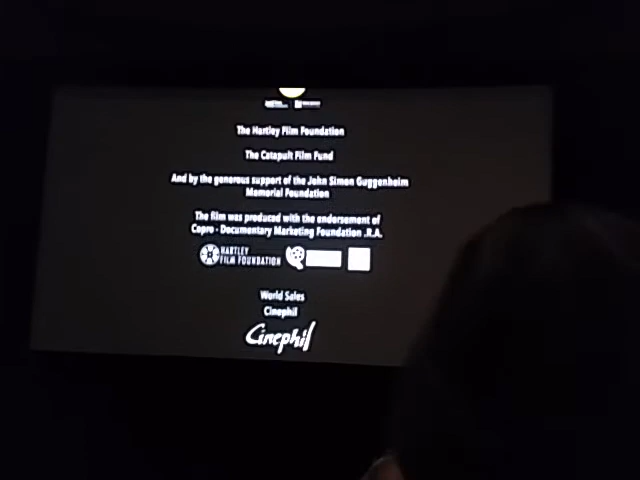 The Hartley Film Foundation
The Catapult Film Fund
And by the generous support of the John Simon Guggenheim
Memorial Foundation
The film was produced with the endorsement of
Copro - Documentary Marketing Foundation .R.A.
HARTLEY
FILM FOUNDATION
World Sales
Cinephil
Cinephil